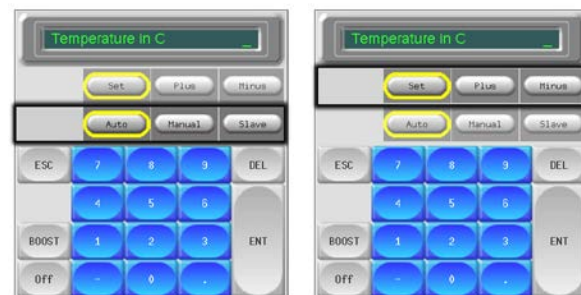 Temperature in C _
Set Plus Minus
Auto Manual Slave
ESC 7 8 9 DEL
4 5 6
BOOST 1 2 3 ENT
Off - 0 .
Temperature in C _
Set Plus Minus
Auto Manual Slave
ESC 7 8 9 DEL
4 5 6
BOOST 1 2 3 ENT
Off - 0 .